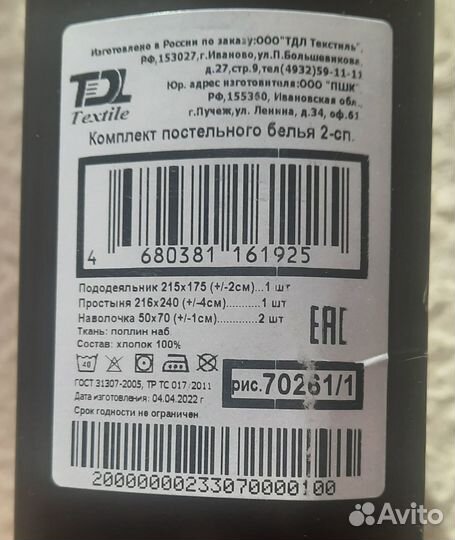 Изготовлено в России по заказу:ООО"ТДЛ Текстиль",
РФ,153027,г.Иваново,ул.П.Большевикова,
д.27,стр.9,тел(4932)59-11-11
Юр. адрес изготовителя:ООО "ПШК"
РФ,155360, Ивановская обл.,
г.Пучеж,ул. Ленина, д.34, оф.61
TDL
Textile
Комплект постельного белья 2-сп.
4 680381 161925
Пододеяльник 215х175 (+/-2см)...1 шт
Простыня 216х240 (+/-4см)...........1 шт
Наволочка 50х70 (+/-1см)............2 шт
Ткань: поплин наб
Состав: хлопок 100%
EAC
40
ГОСТ 31307-2005, ТР ТС 017/2011
Дата изготовления: 04.04.2022 г
Срок годности не ограничен
рис.70261/1
20000000233070000100
Avito